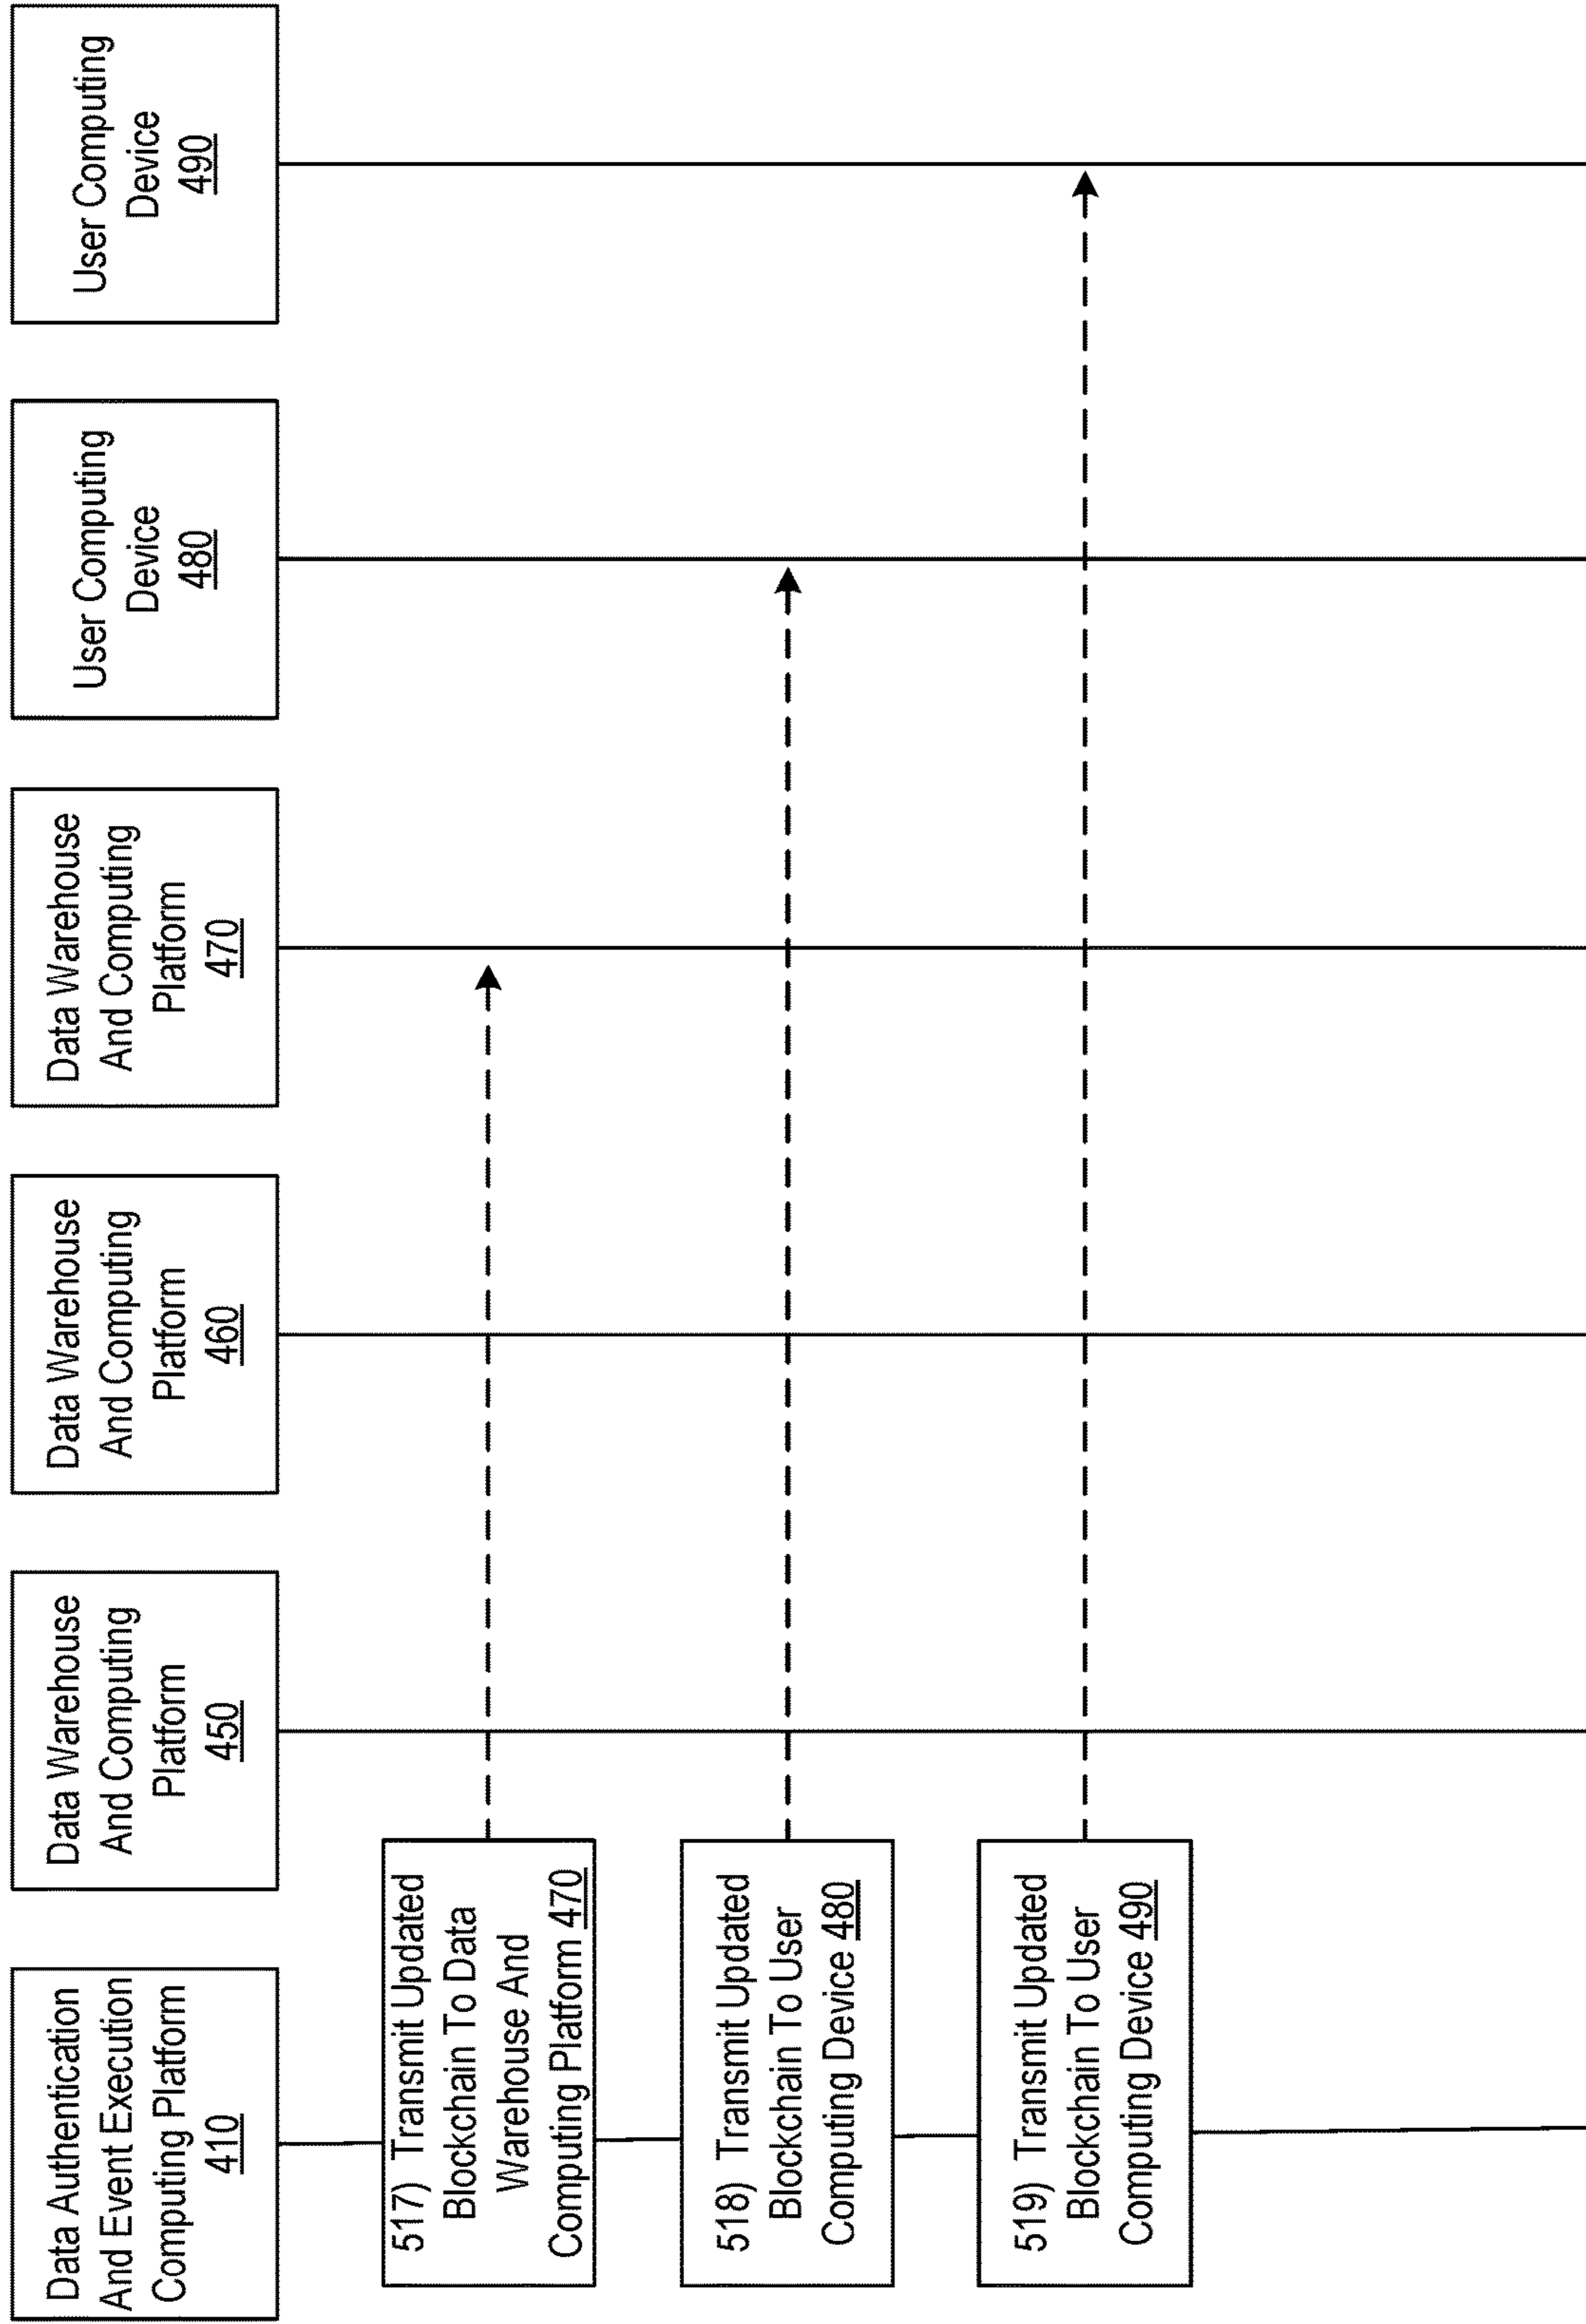 Data Authentication
And Event Execution
Computing Platform
410
Data Warehouse
And Computing
Platform
450
Data Warehouse
And Computing
Platform
460
Data Warehouse
And Computing
Platform
470
User Computing
Device
480
User Computing
Device
490
517) Transmit Updated
Blockchain To Data
Warehouse And
Computing Platform 470
518) Transmit Updated
Blockchain To User
Computing Device 480
519) Transmit Updated
Blockchain To User
Computing Device 490